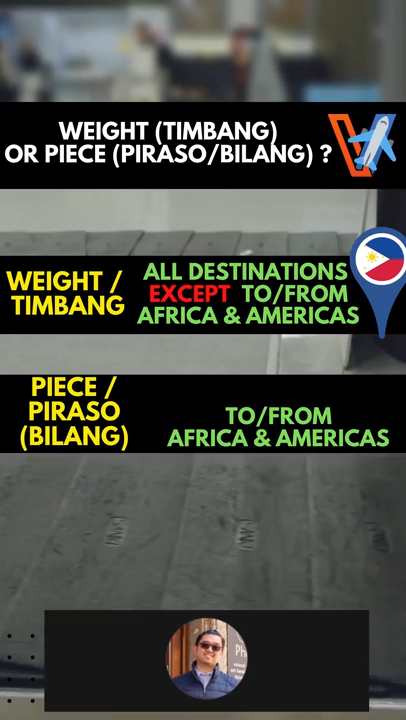 WEIGHT (TIMBANG)
OR PIECE (PIRASO/BILANG) ?
WEIGHT /
TIMBANG
ALL DESTINATIONS
EXCEPT TO/FROM
AFRICA & AMERICAS
PIECE /
PIRASO
(BILANG)
TO/FROM
AFRICA & AMERICAS